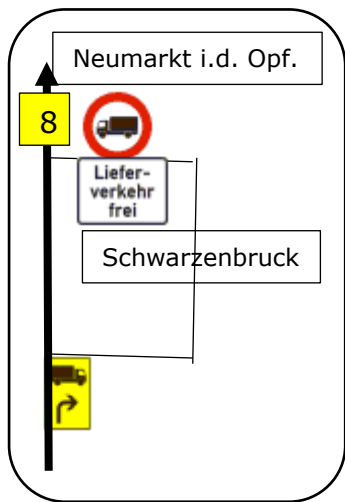 Neumarkt i.d. Opf.
8
Liefer-
verkehr
frei
Schwarzenbruck